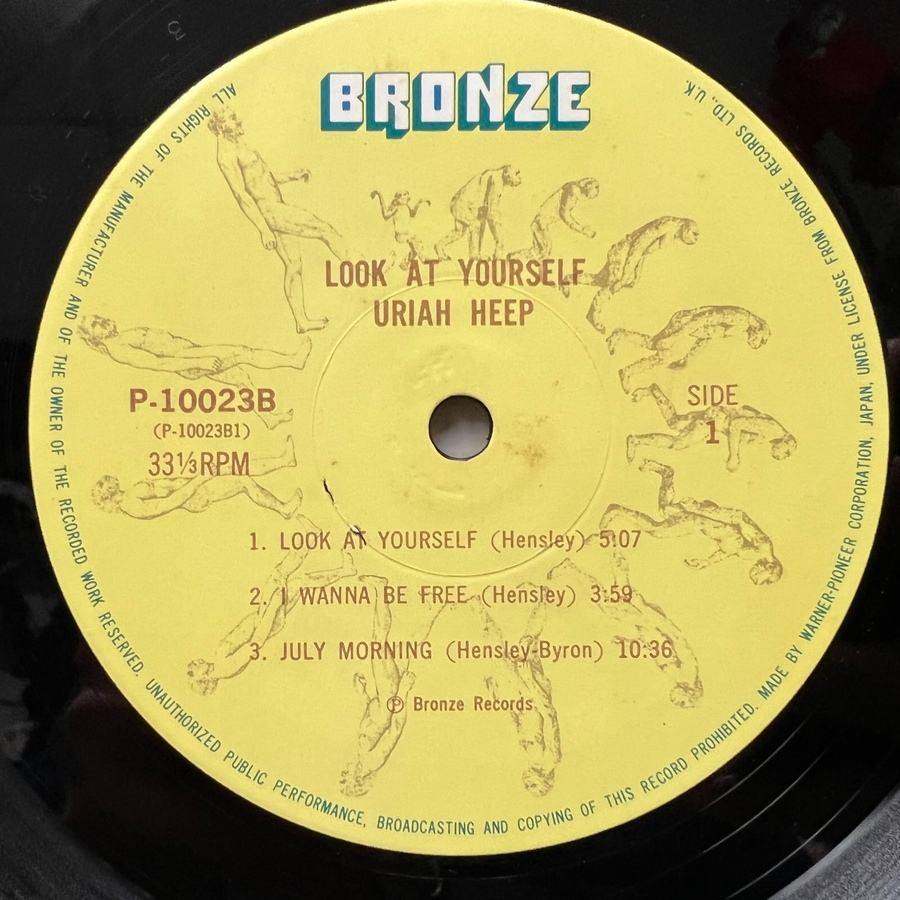 BRONZE
LOOK AT YOURSELF
URIAH HEEP
P-10023B
(P-10023B1)
33⅓RPM
SIDE
1
1. LOOK AT YOURSELF (Hensley) 5:07
2. I WANNA BE FREE (Hensley) 3:59
3. JULY MORNING (Hensley-Byron) 10:36
℗ Bronze Records
ALL RIGHTS OF THE MANUFACTURER AND OF THE OWNER OF THE RECORDED WORK RESERVED. UNAUTHORIZED PUBLIC PERFORMANCE, BROADCASTING AND COPYING OF THIS RECORD PROHIBITED. MADE BY WARNER-PIONEER CORPORATION, JAPAN, UNDER LICENSE FROM BRONZE RECORDS LTD., U.K.